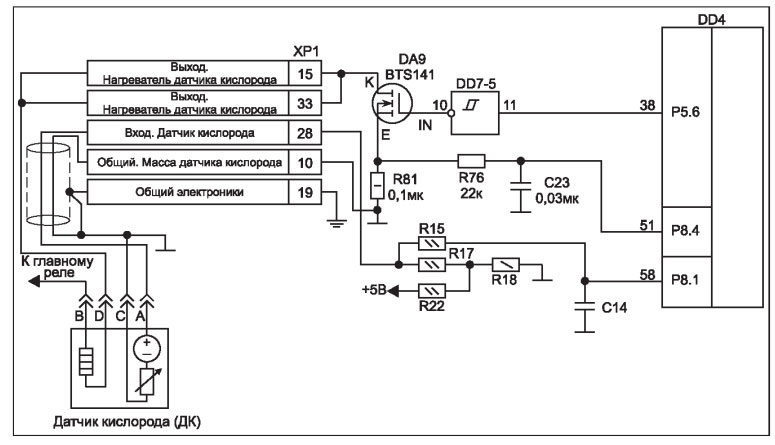 XP1
Выход.
Нагреватель датчика кислорода
15
Выход.
Нагреватель датчика кислорода
33
Вход. Датчик кислорода
28
Общий. Масса датчика кислорода
10
Общий электроники
19
DA9
BTS141
K
E
IN
10
DD7-5
11
38
DD4
P5.6
R81
0,1мк
R76
22к
C23
0,03мк
51
P8.4
R15
R17
R18
+5В
R22
58
P8.1
C14
К главному
реле
B
D
C
A
+
–
Датчик кислорода (ДК)